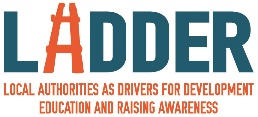 LADDER
LOCAL AUTHORITIES AS DRIVERS FOR DEVELOPMENT
EDUCATION AND RAISING AWARENESS